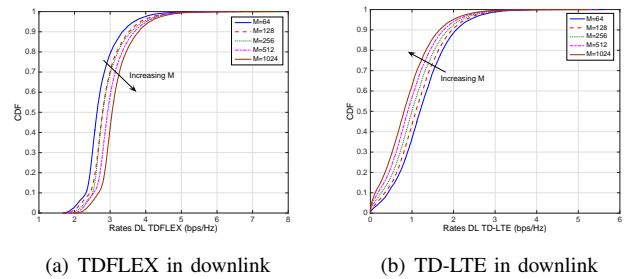 1
0.9
0.8
0.7
0.6
0.5
0.4
0.3
0.2
0.1
0
CDF
1 2 3 4 5 6 7 8
Rates DL TDFLEX (bps/Hz)
M=64
M=128
M=256
M=512
M=1024
Increasing M
(a) TDFLEX in downlink
1
0.9
0.8
0.7
0.6
0.5
0.4
0.3
0.2
0.1
0
CDF
0 1 2 3 4 5 6
Rates DL TD-LTE (bps/Hz)
M=64
M=128
M=256
M=512
M=1024
Increasing M
(b) TD-LTE in downlink